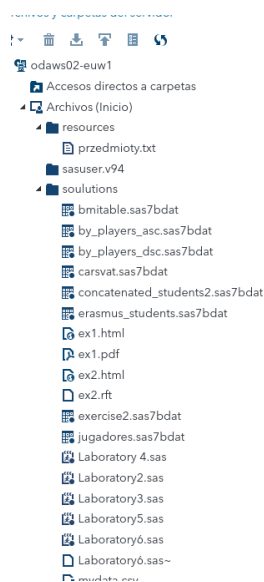 Archivos y carpetas del servidor
odaws02-euw1
Accesos directos a carpetas
Archivos (Inicio)
resources
przedmioty.txt
sasuser.v94
soulutions
bmitable.sas7bdat
by_players_asc.sas7bdat
by_players_dsc.sas7bdat
carsvat.sas7bdat
concatenated_students2.sas7bdat
erasmus_students.sas7bdat
ex1.html
ex1.pdf
ex2.html
ex2.rft
exercise2.sas7bdat
jugadores.sas7bdat
Laboratory 4.sas
Laboratory2.sas
Laboratory3.sas
Laboratory5.sas
Laboratory6.sas
Laboratory6.sas~
mydata.csv